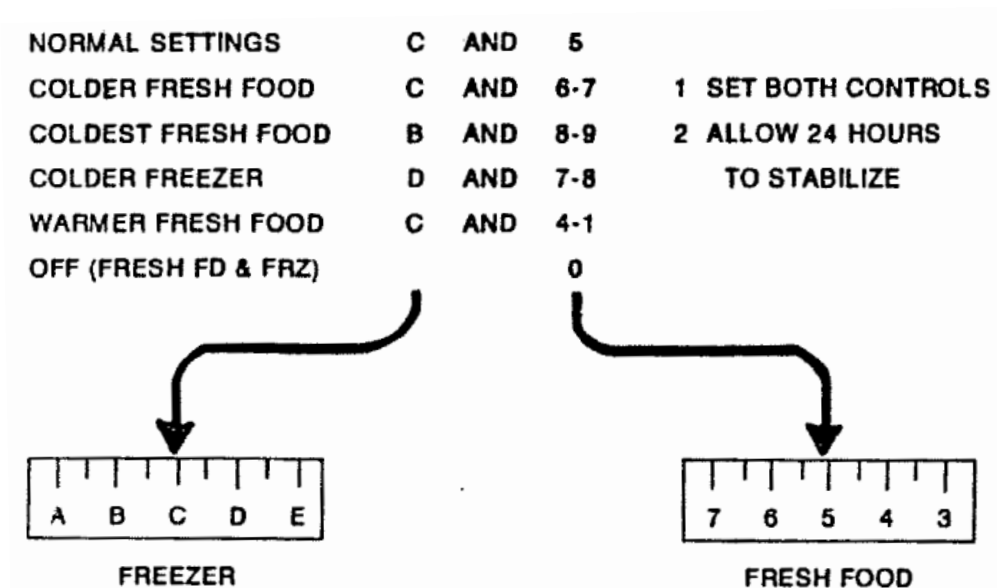 NORMAL SETTINGS C AND 5
COLDER FRESH FOOD C AND 6-7 1 SET BOTH CONTROLS
COLDEST FRESH FOOD B AND 8-9 2 ALLOW 24 HOURS
COLDER FREEZER D AND 7-8 TO STABILIZE
WARMER FRESH FOOD C AND 4-1
OFF (FRESH FD & FRZ) 0
A B C D E 7 6 5 4 3
FREEZER FRESH FOOD